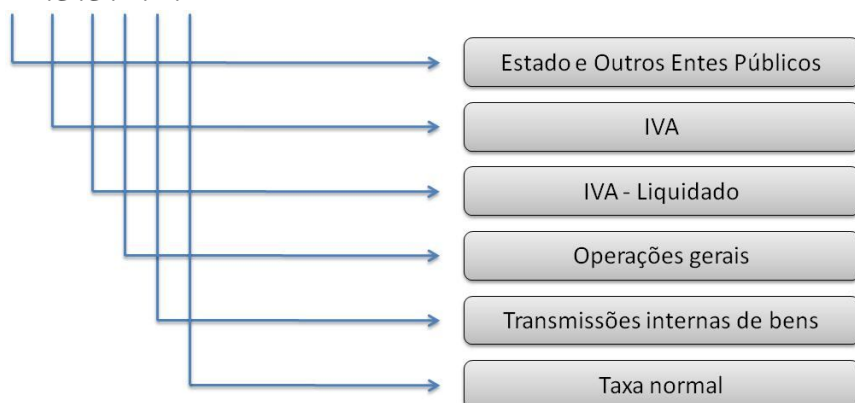 Estado e Outros Entes Públicos
IVA
IVA - Liquidado
Operações gerais
Transmissões internas de bens
Taxa normal